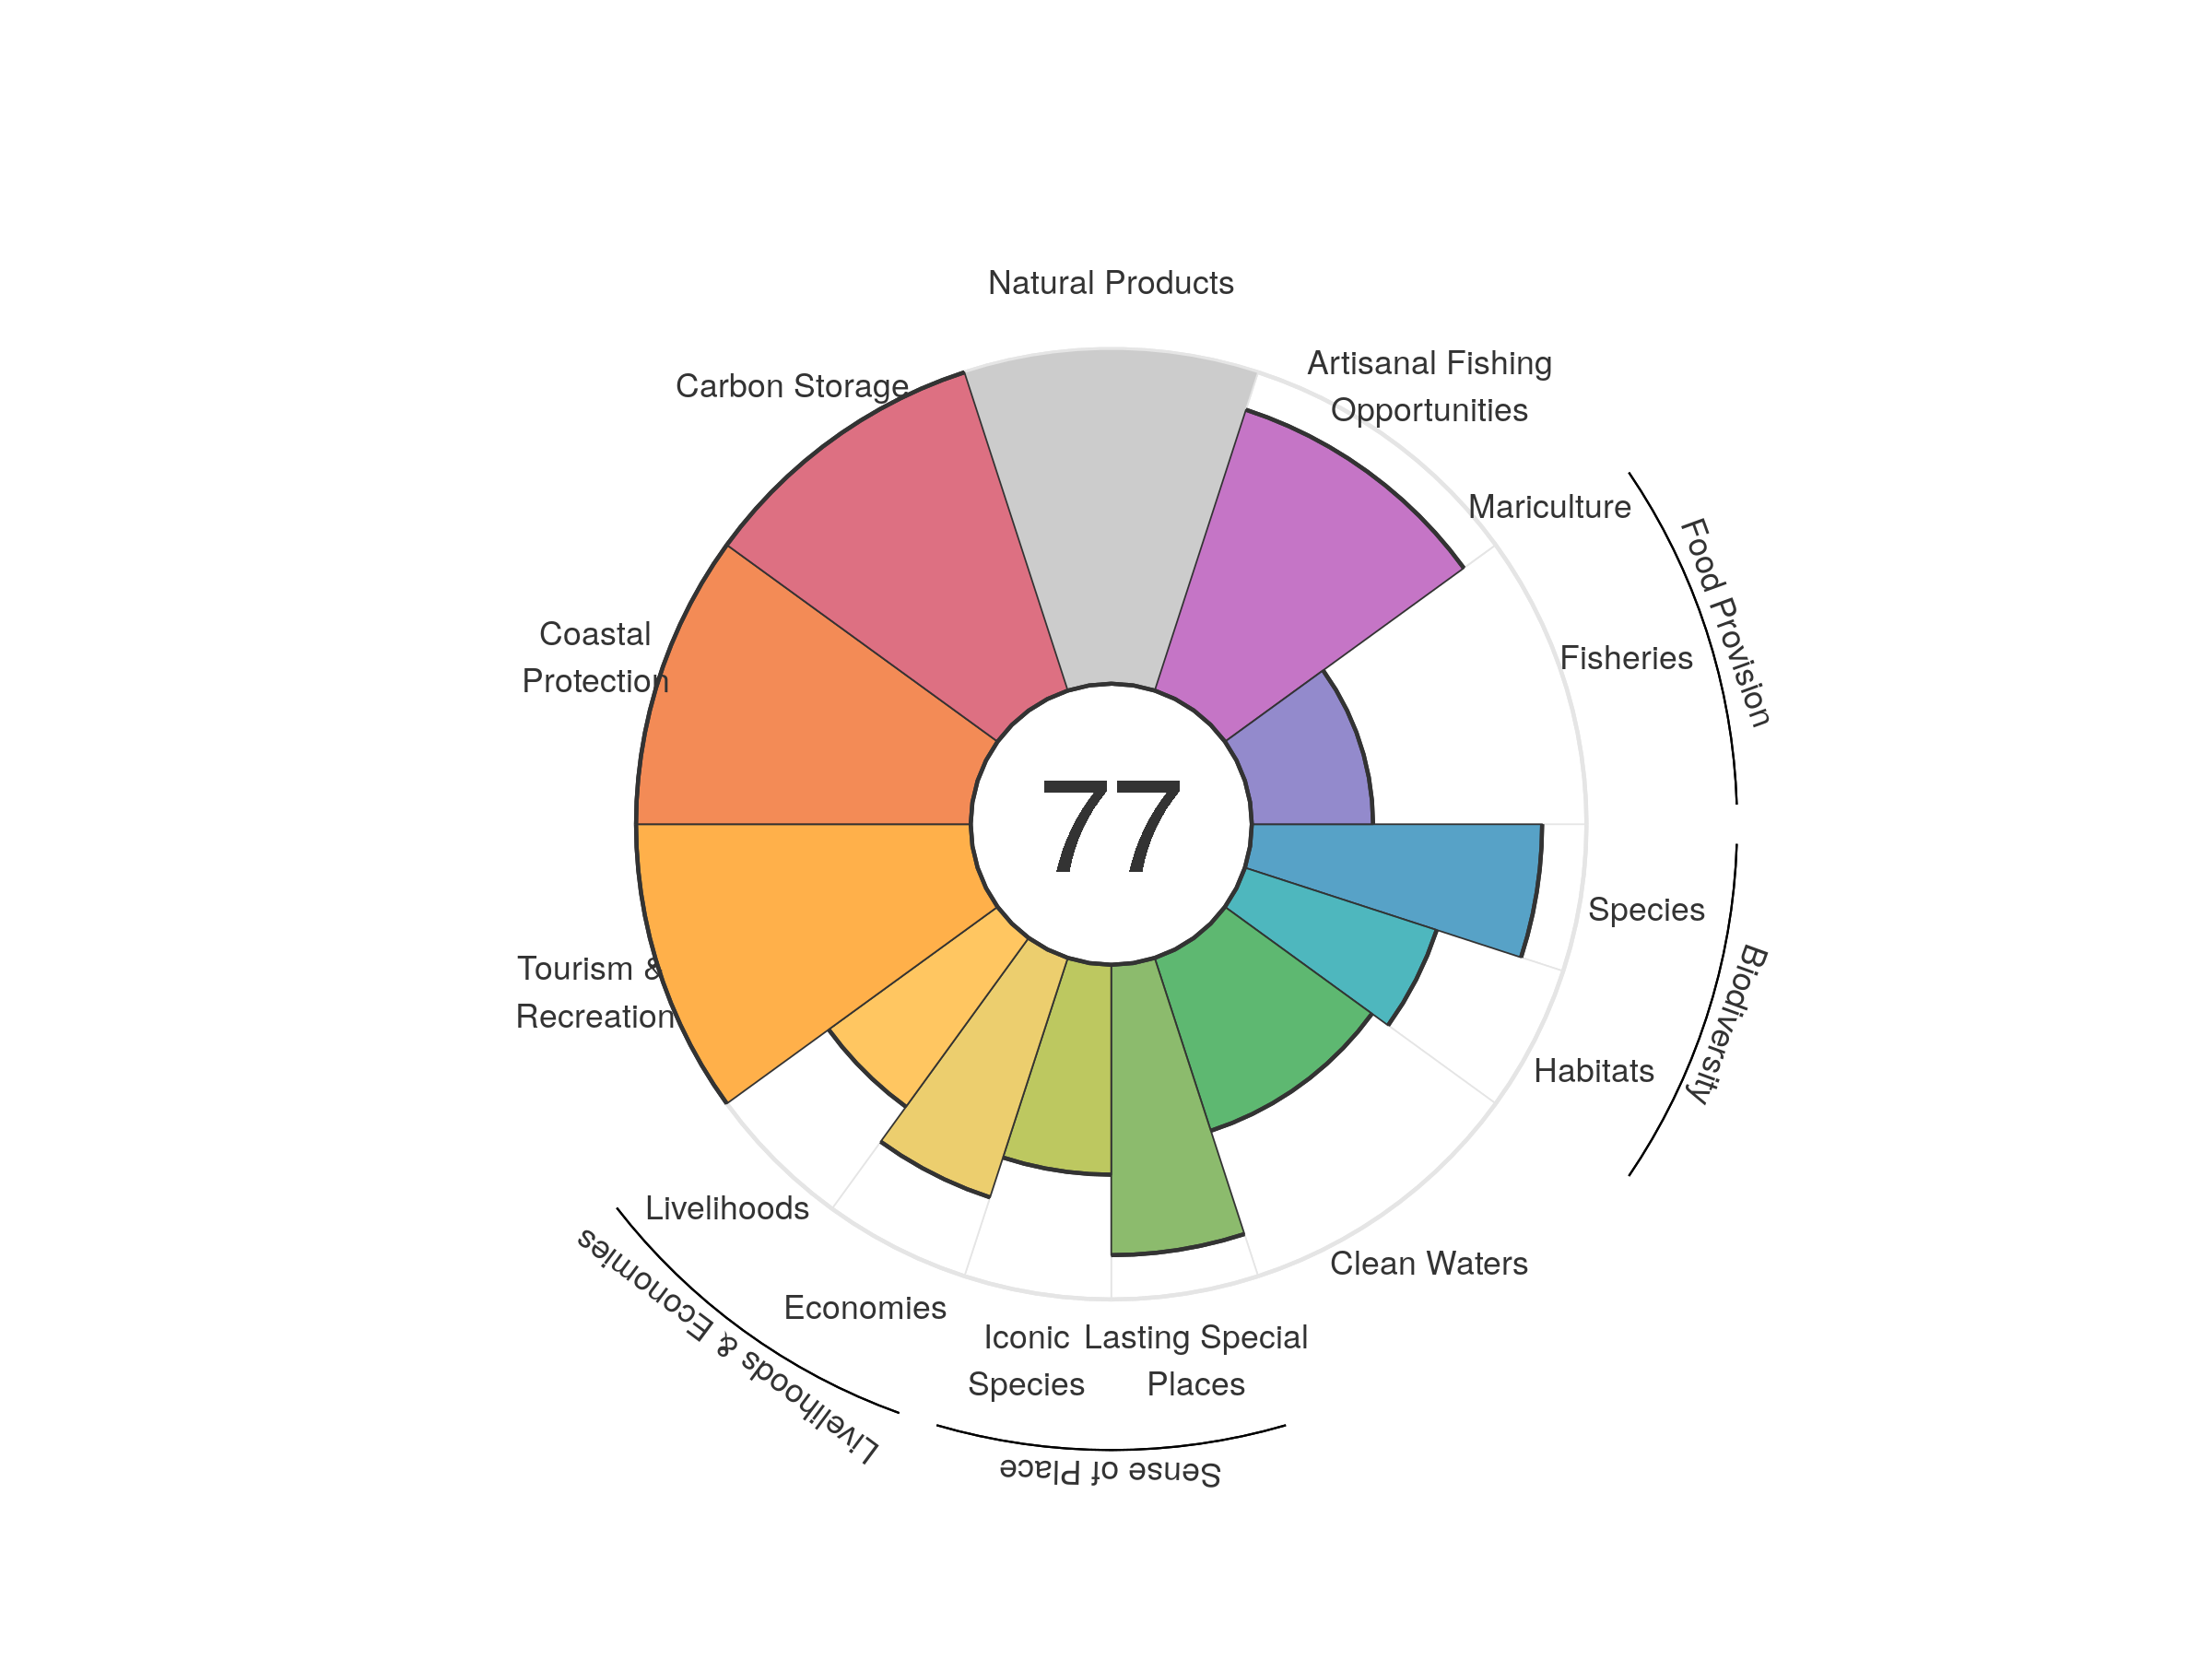 Natural Products
Artisanal Fishing
Opportunities
Carbon Storage
Mariculture
Food Provision
Fisheries
Coastal
Protection
77
Species
Biodiversity
Tourism &
Recreation
Habitats
Livelihoods
Clean Waters
Livelihoods & Economies
Economies
Iconic
Species
Lasting Special
Places
Sense of Place